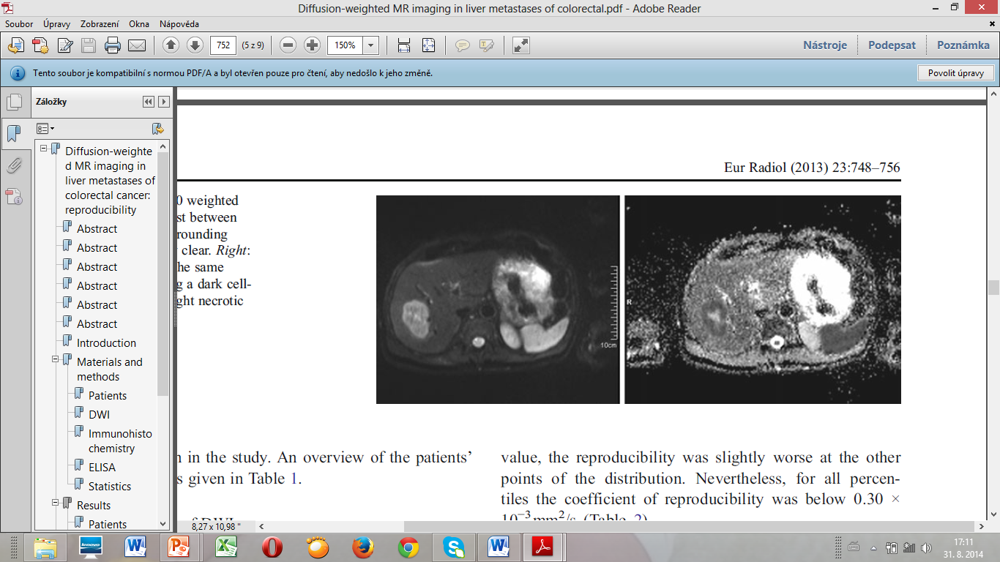 Diffusion-weighted MR imaging in liver metastases of colorectal.pdf - Adobe Reader
Soubor Úpravy Zobrazení Okna Nápověda
752 (5 z 9) 150% Nástroje Podepsat Poznámka
Tento soubor je kompatibilní s normou PDF/A a byl otevřen pouze pro čtení, aby nedošlo k jeho změně. Povolit úpravy
Záložky
Diffusion-weighte
d MR imaging in
liver metastases of
colorectal cancer:
reproducibility
Abstract
Abstract
Abstract
Abstract
Abstract
Abstract
Introduction
Materials and
methods
Patients
DWI
Immunohisto
chemistry
ELISA
Statistics
Results
Patients
Eur Radiol (2013) 23:748–756
0 weighted
st between
rounding
clear. Right:
he same
g a dark cell-
ght necrotic
10cm
R
n in the study. An overview of the patients’
s given in Table 1.
value, the reproducibility was slightly worse at the other
points of the distribution. Nevertheless, for all percen-
tiles the coefficient of reproducibility was below 0.30 ×
10−3mm2/s (Table 2)
8,27 x 10,98 "
lenovo
17:11
31. 8. 2014